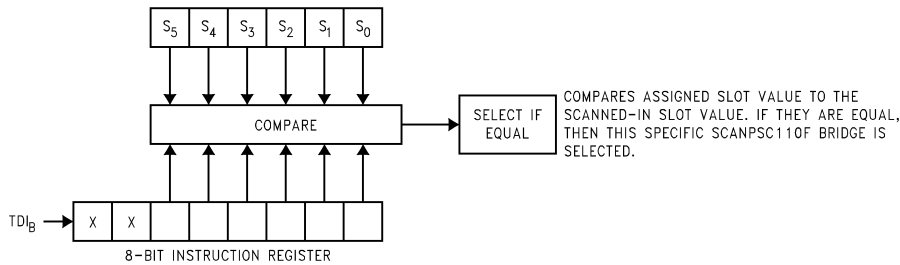 S5 S4 S3 S2 S1 S0
COMPARE
SELECT IF
EQUAL
COMPARES ASSIGNED SLOT VALUE TO THE
SCANNED-IN SLOT VALUE. IF THEY ARE EQUAL,
THEN THIS SPECIFIC SCANPSC110F BRIDGE IS
SELECTED.
TDIB X X
8-BIT INSTRUCTION REGISTER